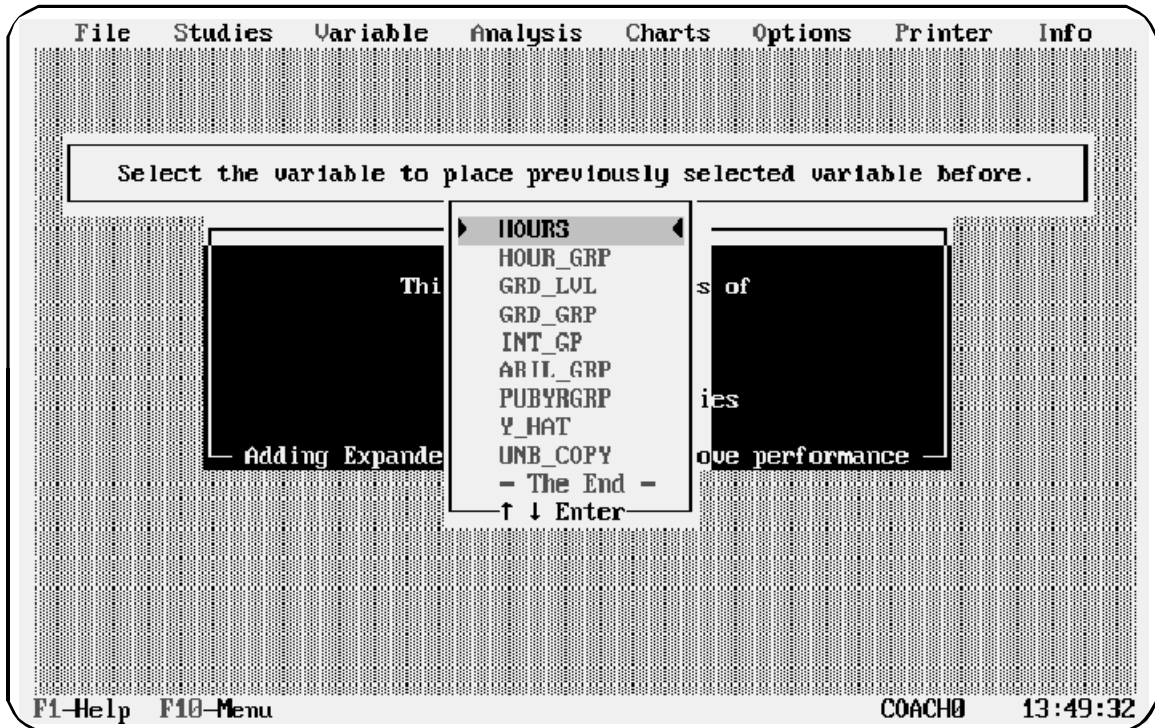 File Studies Variable Analysis Charts Options Printer Info
Select the variable to place previously selected variable before.
HOURS
HOUR_GRP
Thi GRD_LVL s of
GRD_GRP
INT_GP
ARTL_GRP
PUBYRGRP ies
Y_HAT
Adding Expande UNB_COPY ove performance
- The End -
↑ ↓ Enter
F1-Help F10-Menu COACH0 13:49:32